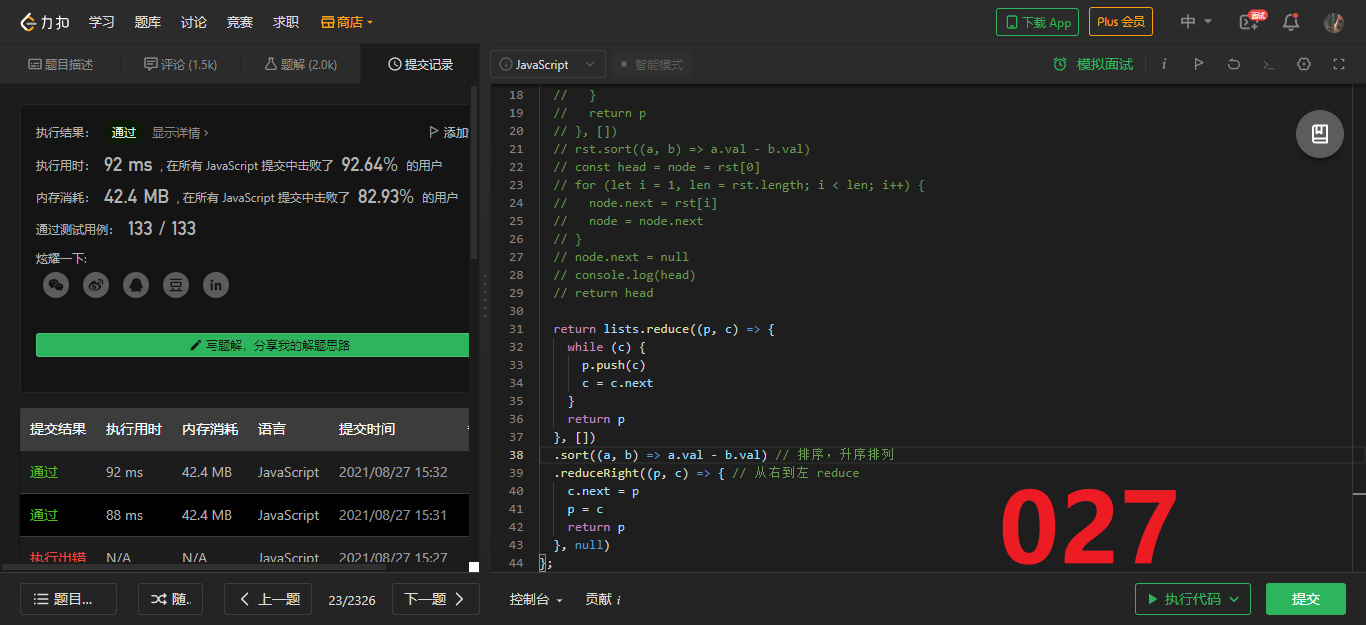 力扣 学习 题库 讨论 竞赛 求职 商店 下载 App Plus 会员 中 面试
题目描述 评论 (1.5k) 题解 (2.0k) 提交记录
执行结果： 通过 显示详情 › 添加
执行用时： 92 ms , 在所有 JavaScript 提交中击败了 92.64% 的用户
内存消耗： 42.4 MB , 在所有 JavaScript 提交中击败了 82.93% 的用户
通过测试用例： 133 / 133
炫耀一下:
写题解，分享我的解题思路
提交结果 执行用时 内存消耗 语言 提交时间
通过 92 ms 42.4 MB JavaScript 2021/08/27 15:32
通过 88 ms 42.4 MB JavaScript 2021/08/27 15:31
执行出错 N/A N/A JavaScript 2021/08/27 15:27
题目... 随.. 上一题 23/2326 下一题
JavaScript 智能模式 模拟面试 i
18 //   }
19 //   return p
20 // }, [])
21 // rst.sort((a, b) => a.val - b.val)
22 // const head = node = rst[0]
23 // for (let i = 1, len = rst.length; i < len; i++) {
24 //   node.next = rst[i]
25 //   node = node.next
26 // }
27 // node.next = null
28 // console.log(head)
29 // return head
30
31 return lists.reduce((p, c) => {
32   while (c) {
33     p.push(c)
34     c = c.next
35   }
36   return p
37 }, [])
38 .sort((a, b) => a.val - b.val) // 排序，升序排列
39 .reduceRight((p, c) => { // 从右到左 reduce
40   c.next = p
41   p = c
42   return p
43 }, null)
44 };
027
控制台 贡献 i 执行代码 提交